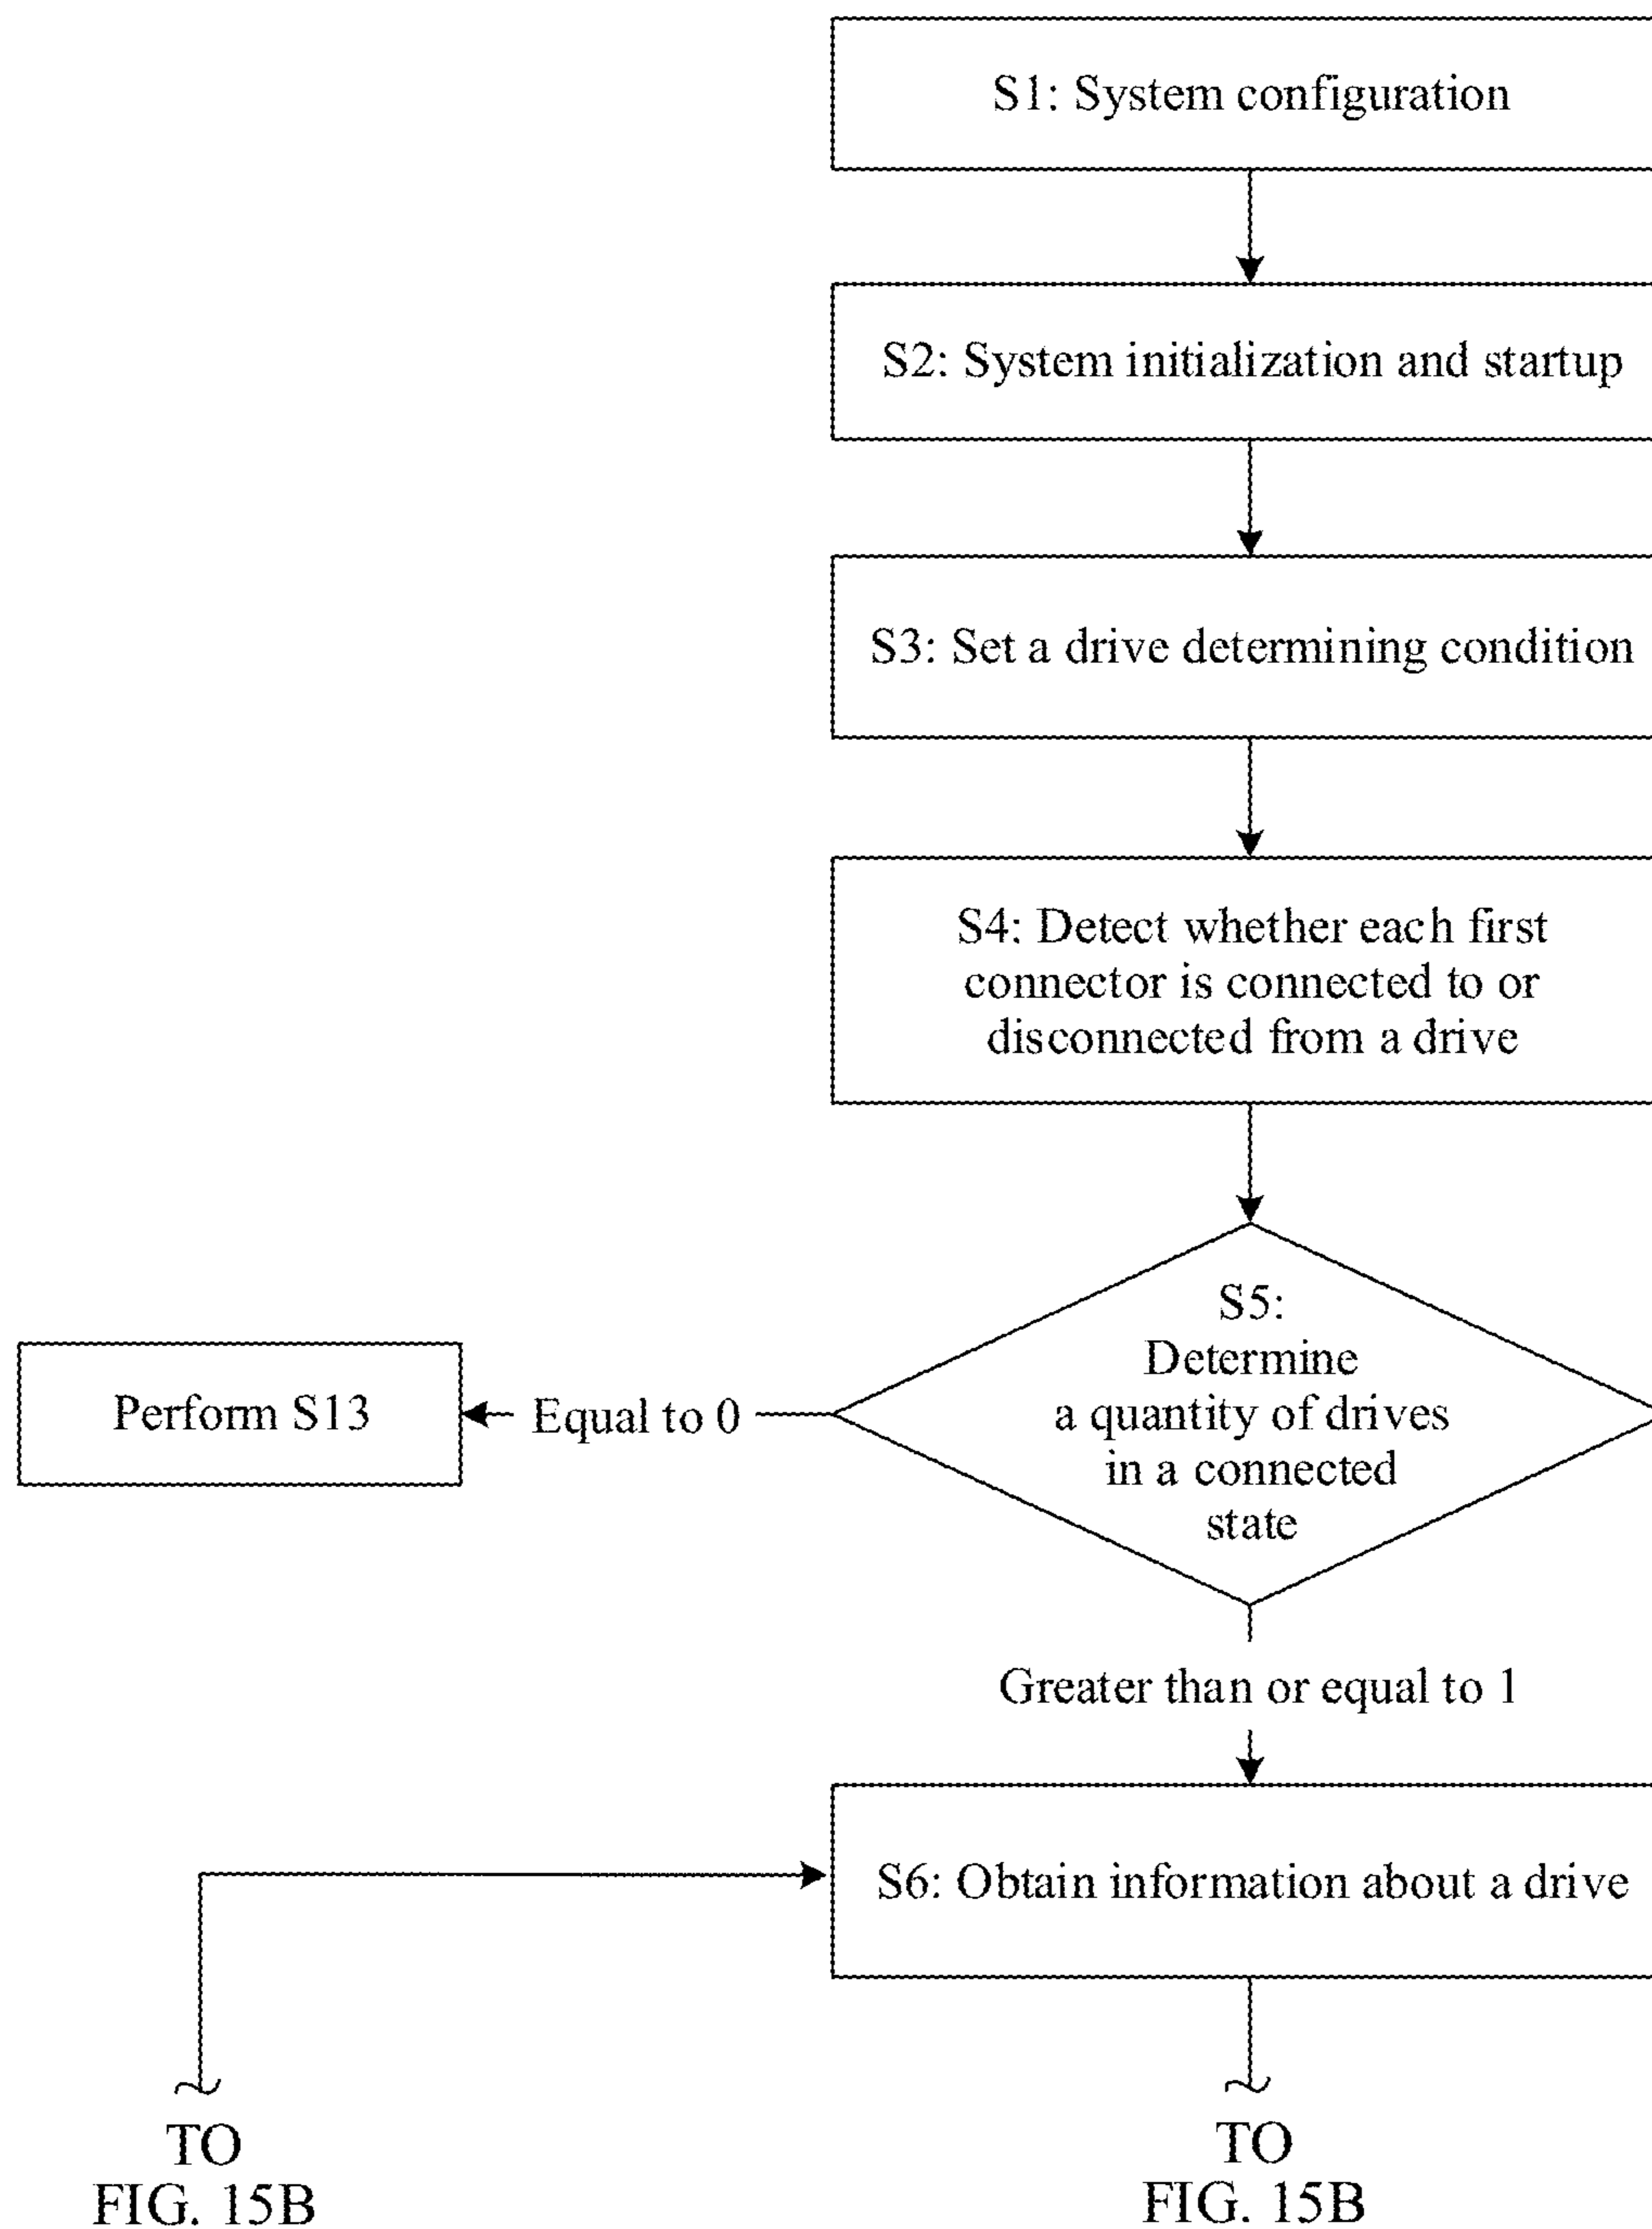 S1: System configuration
S2: System initialization and startup
S3: Set a drive determining condition
S4: Detect whether each first
connector is connected to or
disconnected from a drive
S5:
Determine
a quantity of drives
in a connected
state
Equal to 0
Perform S13
Greater than or equal to 1
S6: Obtain information about a drive
TO
FIG. 15B
TO
FIG. 15B